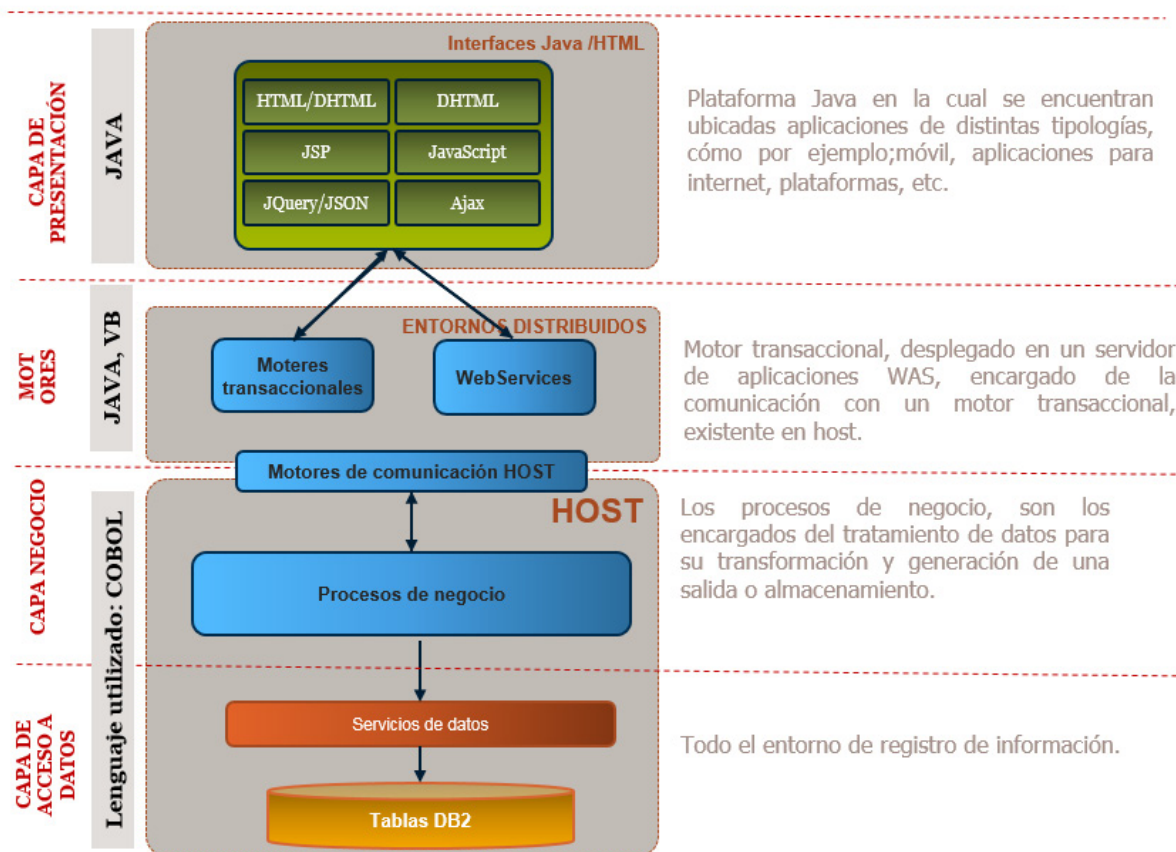 CAPA DE
PRESENTACIÓN
JAVA
Interfaces Java /HTML
HTML/DHTML
DHTML
JSP
JavaScript
JQuery/JSON
Ajax
Plataforma Java en la cual se encuentran
ubicadas aplicaciones de distintas tipologías,
cómo por ejemplo;móvil, aplicaciones para
internet, plataformas, etc.
MOT
ORES
JAVA, VB
ENTORNOS DISTRIBUIDOS
Moteres
transaccionales
WebServices
Motor transaccional, desplegado en un servidor
de aplicaciones WAS, encargado de la
comunicación con un motor transaccional,
existente en host.
Motores de comunicación HOST
CAPA NEGOCIO
Lenguaje utilizado: COBOL
HOST
Procesos de negocio
Los procesos de negocio, son los
encargados del tratamiento de datos para
su transformación y generación de una
salida o almacenamiento.
CAPA DE
ACCESO A
DATOS
Servicios de datos
Tablas DB2
Todo el entorno de registro de información.